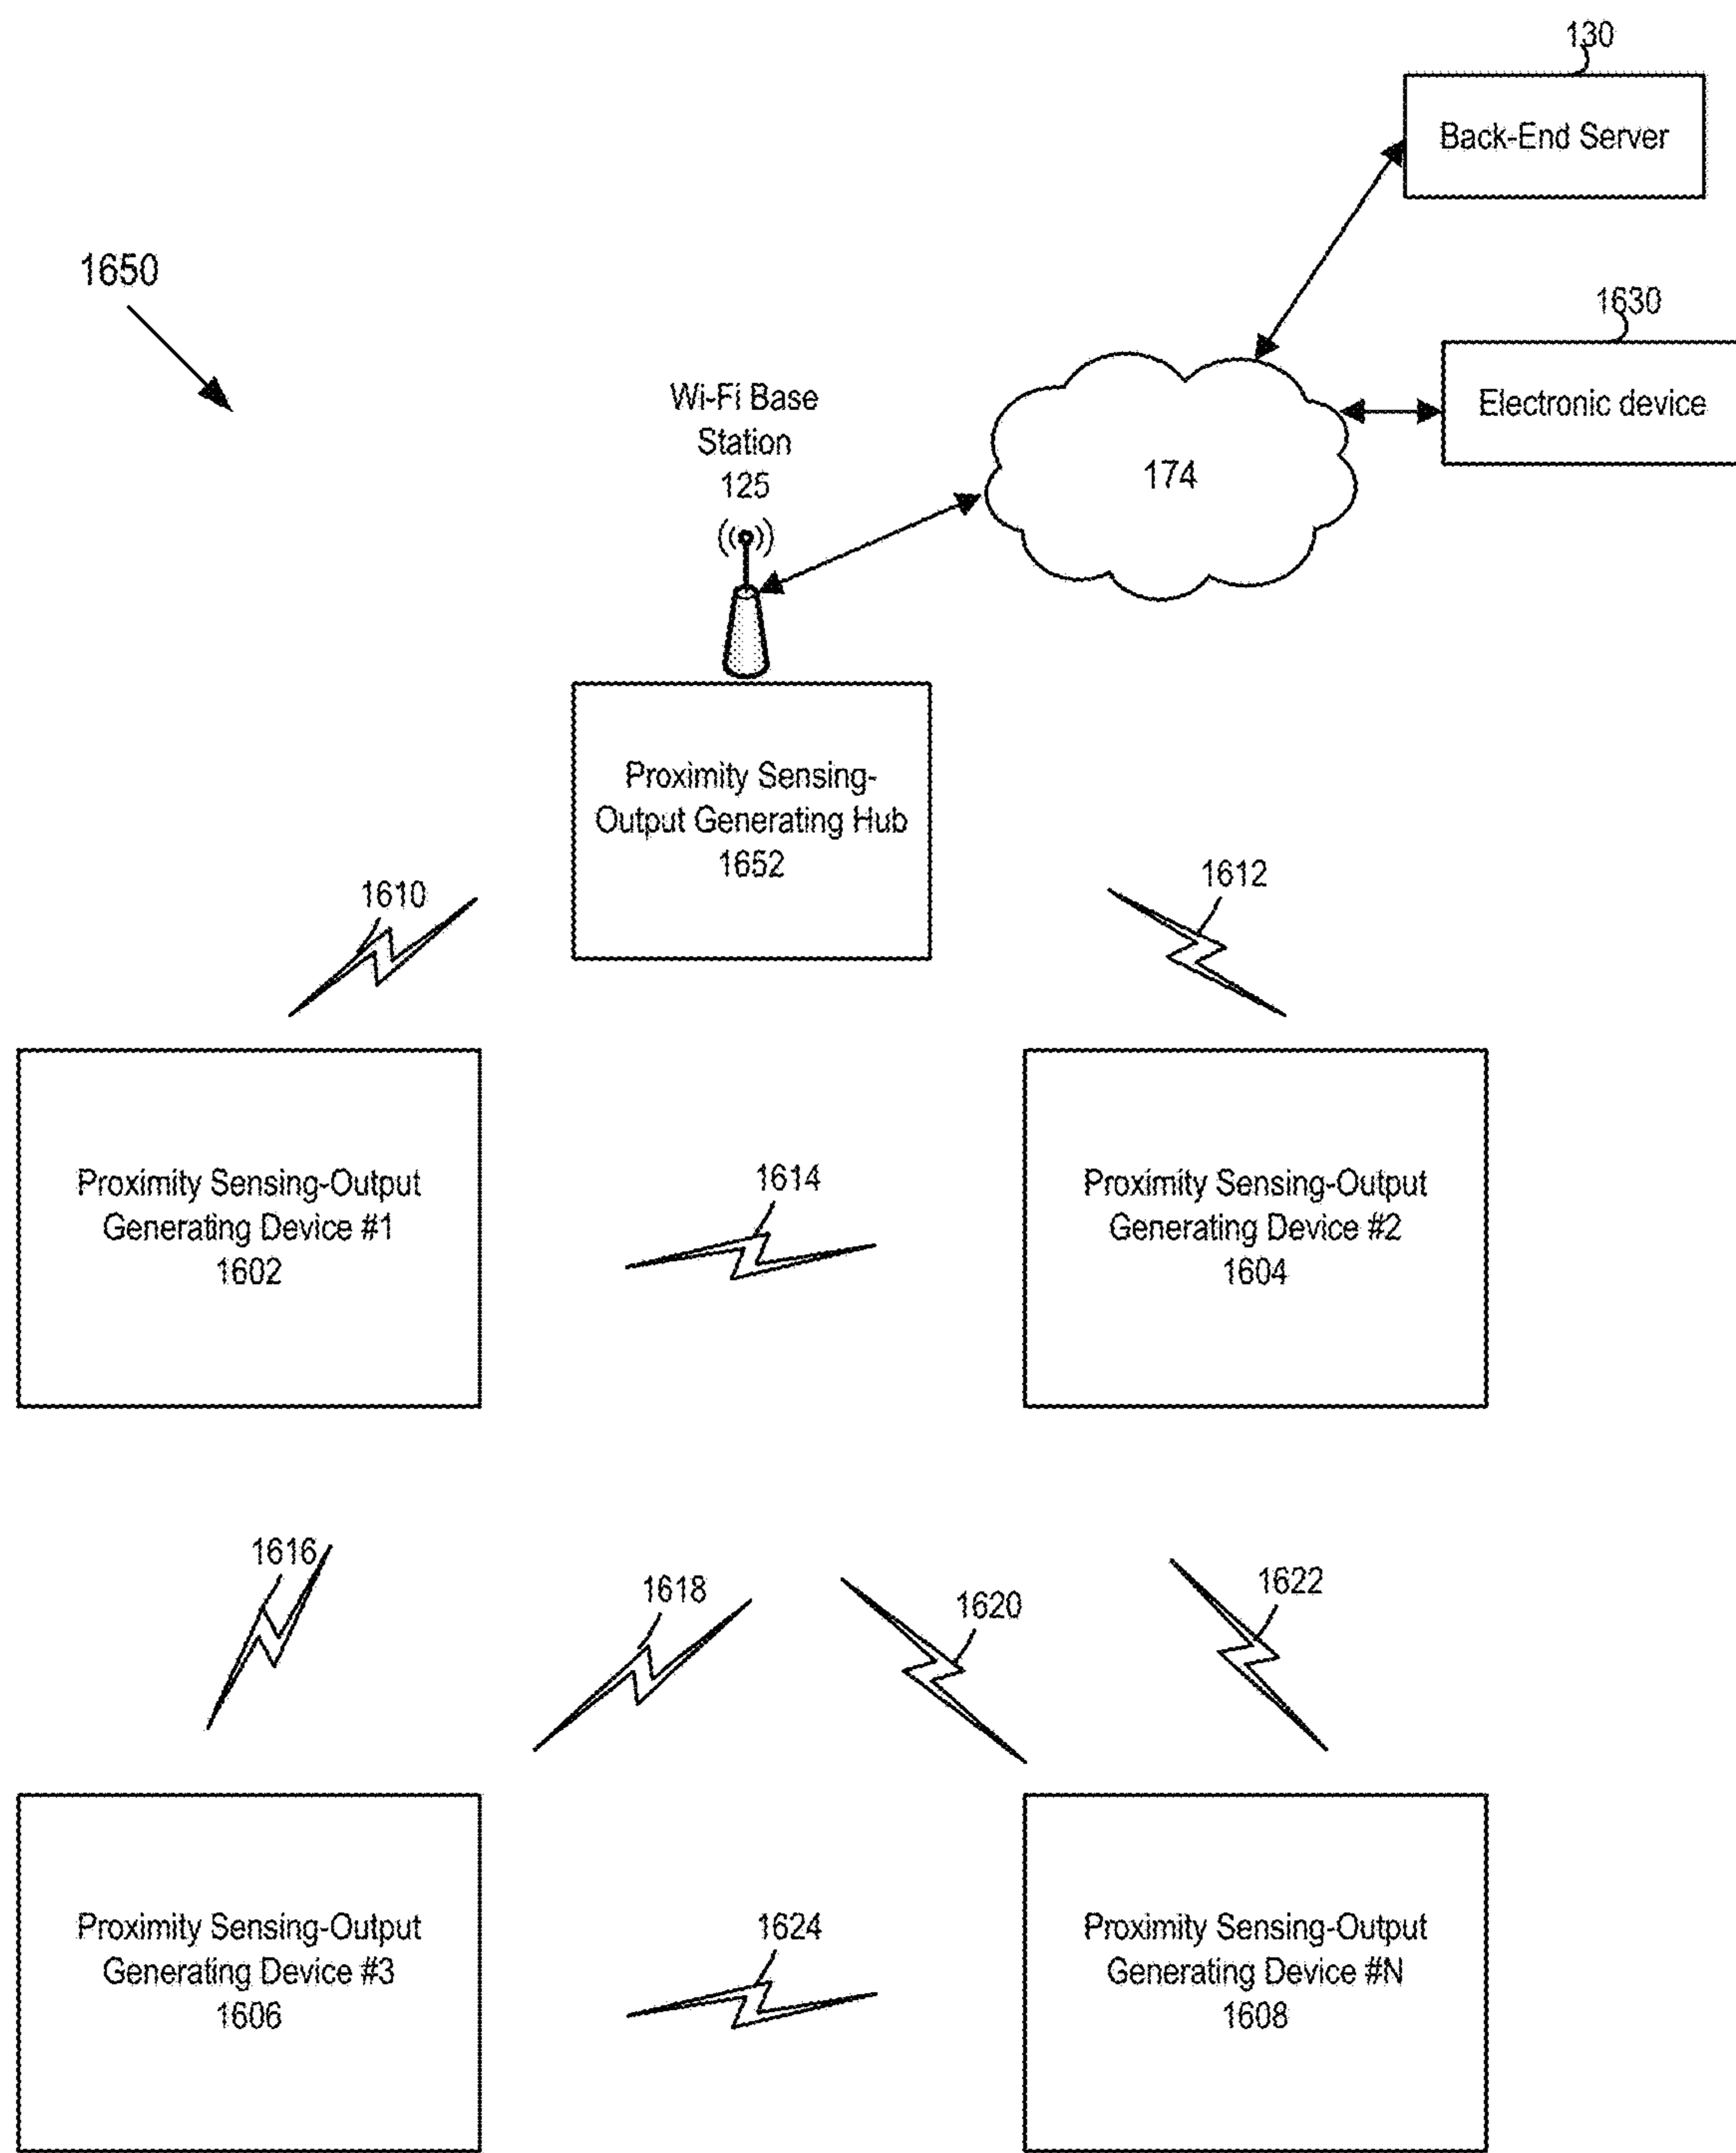 130
Back-End Server
1650
1630
Electronic device
Wi-Fi Base
Station
125
174
Proximity Sensing-
Output Generating Hub
1652
1610
1612
Proximity Sensing-Output
Generating Device #1
1602
1614
Proximity Sensing-Output
Generating Device #2
1604
1616
1618
1620
1622
Proximity Sensing-Output
Generating Device #3
1606
1624
Proximity Sensing-Output
Generating Device #N
1608